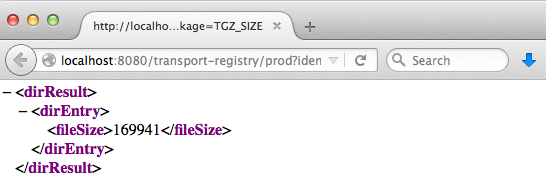 http://localho...kage=TGZ_SIZE
localhost:8080/transport-registry/prod?iden
Search
− <dirResult>
− <dirEntry>
<fileSize>169941</fileSize>
</dirEntry>
</dirResult>